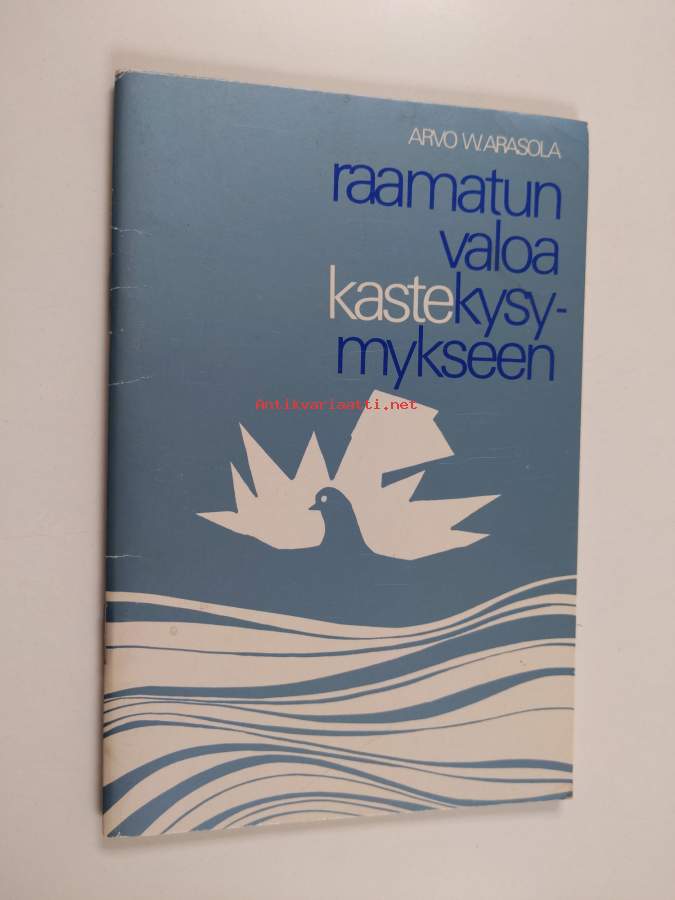 ARVO W. ARASOLA
raamatun
valoa
kastekysy-
mykseen
Antikvariaatti.net